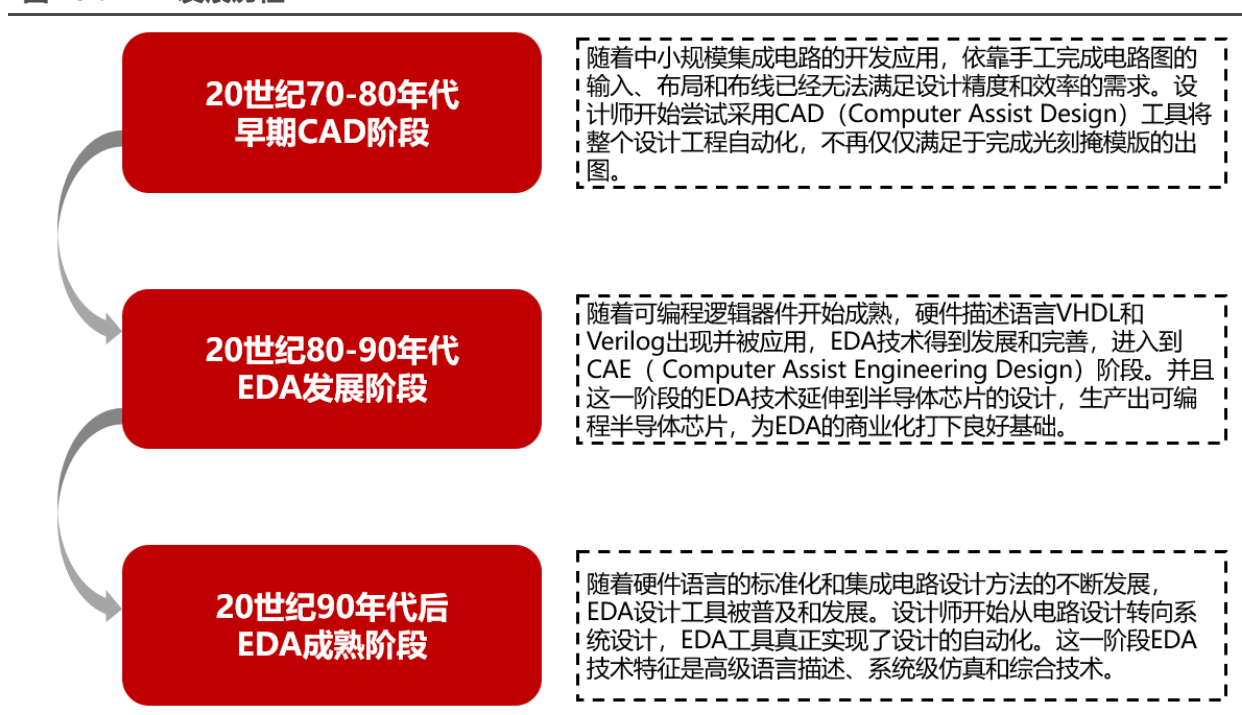 20世纪70-80年代
早期CAD阶段
随着中小规模集成电路的开发应用，依靠手工完成电路图的
输入、布局和布线已经无法满足设计精度和效率的需求。设
计师开始尝试采用CAD（Computer Assist Design）工具将
整个设计工程自动化，不再仅仅满足于完成光刻掩模版的出
图。
20世纪80-90年代
EDA发展阶段
随着可编程逻辑器件开始成熟，硬件描述语言VHDL和
Verilog出现并被应用，EDA技术得到发展和完善，进入到
CAE（ Computer Assist Engineering Design）阶段。并且
这一阶段的EDA技术延伸到半导体芯片的设计，生产出可编
程半导体芯片，为EDA的商业化打下良好基础。
20世纪90年代后
EDA成熟阶段
随着硬件语言的标准化和集成电路设计方法的不断发展，
EDA设计工具被普及和发展。设计师开始从电路设计转向系
统设计，EDA工具真正实现了设计的自动化。这一阶段EDA
技术特征是高级语言描述、系统级仿真和综合技术。